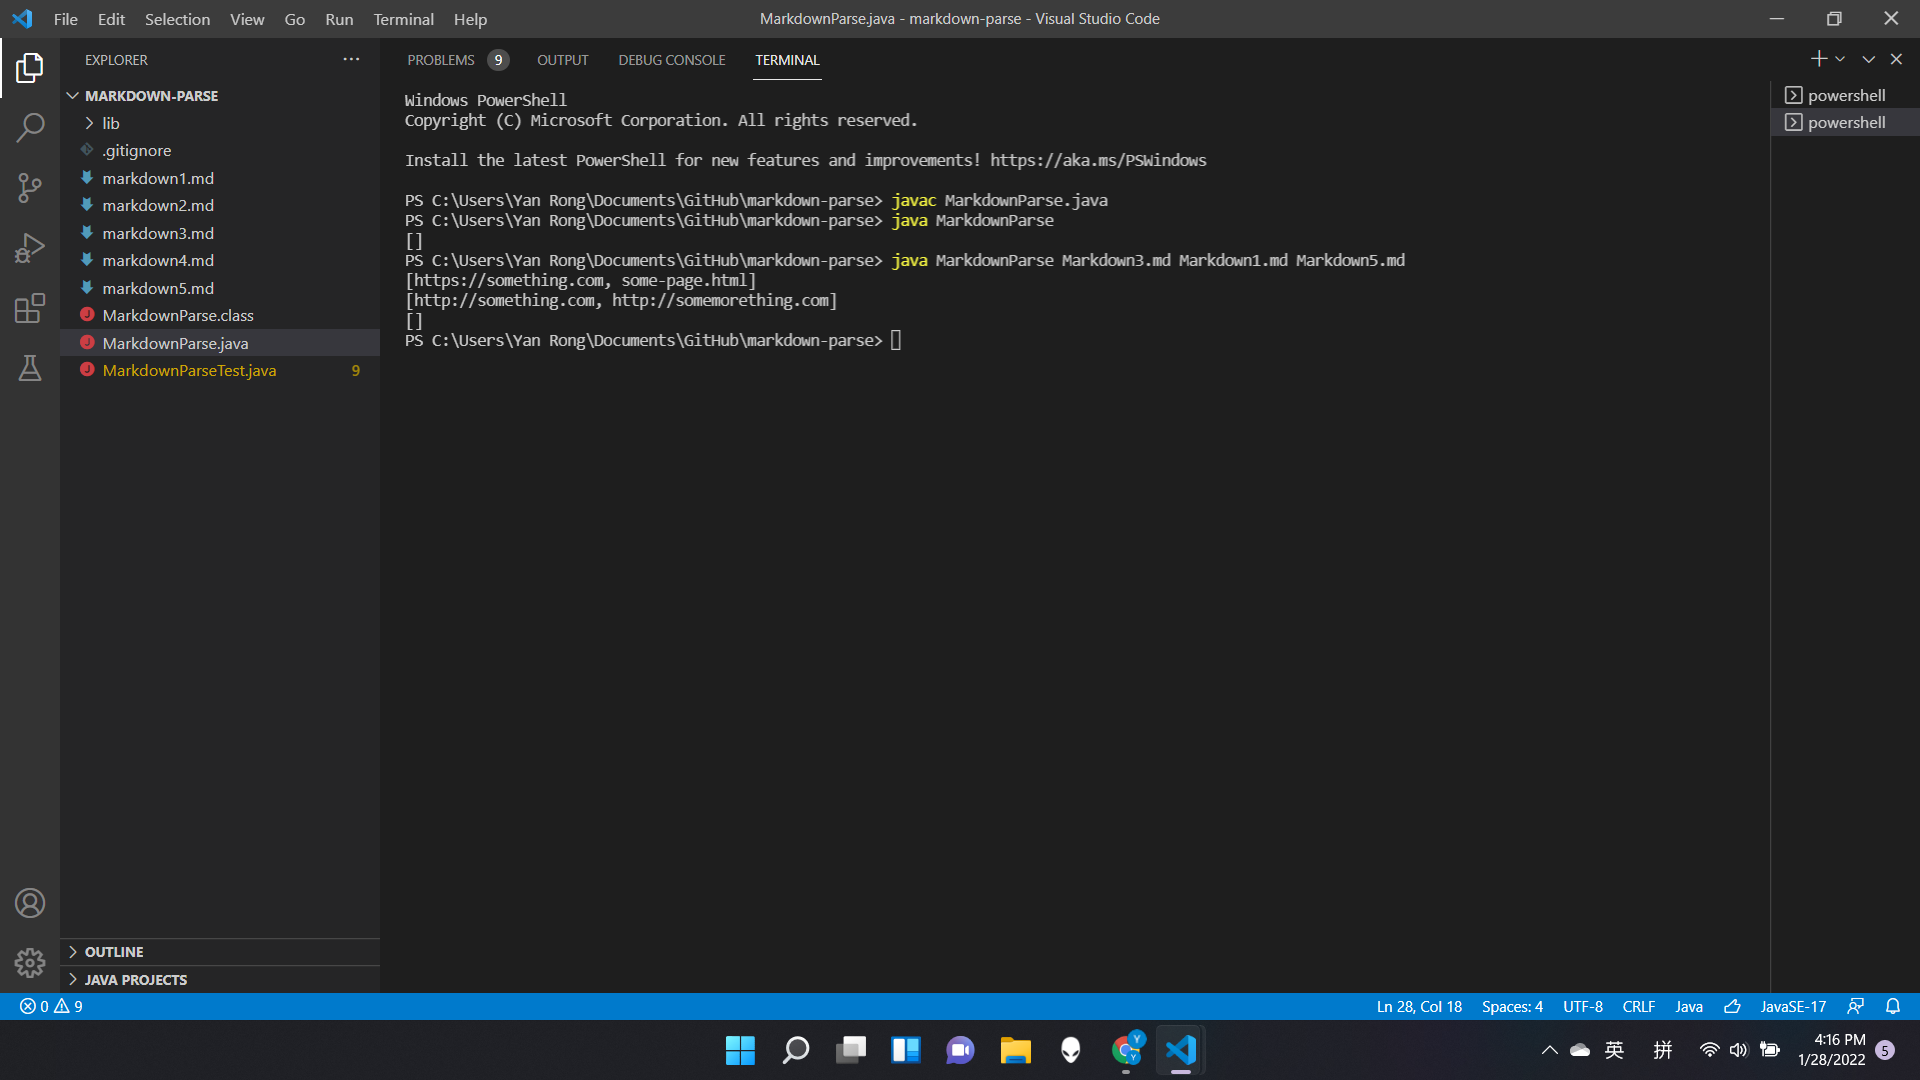 File Edit Selection View Go Run Terminal Help
MarkdownParse.java - markdown-parse - Visual Studio Code
EXPLORER
MARKDOWN-PARSE
lib
.gitignore
markdown1.md
markdown2.md
markdown3.md
markdown4.md
markdown5.md
MarkdownParse.class
MarkdownParse.java
MarkdownParseTest.java 9
OUTLINE
JAVA PROJECTS
PROBLEMS 9 OUTPUT DEBUG CONSOLE TERMINAL
Windows PowerShell
Copyright (C) Microsoft Corporation. All rights reserved.
Install the latest PowerShell for new features and improvements! https://aka.ms/PSWindows
PS C:\Users\Yan Rong\Documents\GitHub\markdown-parse> javac MarkdownParse.java
PS C:\Users\Yan Rong\Documents\GitHub\markdown-parse> java MarkdownParse
[]
PS C:\Users\Yan Rong\Documents\GitHub\markdown-parse> java MarkdownParse Markdown3.md Markdown1.md Markdown5.md
[https://something.com, some-page.html]
[http://something.com, http://somemorething.com]
[]
PS C:\Users\Yan Rong\Documents\GitHub\markdown-parse>
powershell
powershell
0 9
Ln 28, Col 18 Spaces: 4 UTF-8 CRLF Java JavaSE-17
Y
Y
英 拼
4:16 PM
1/28/2022
5